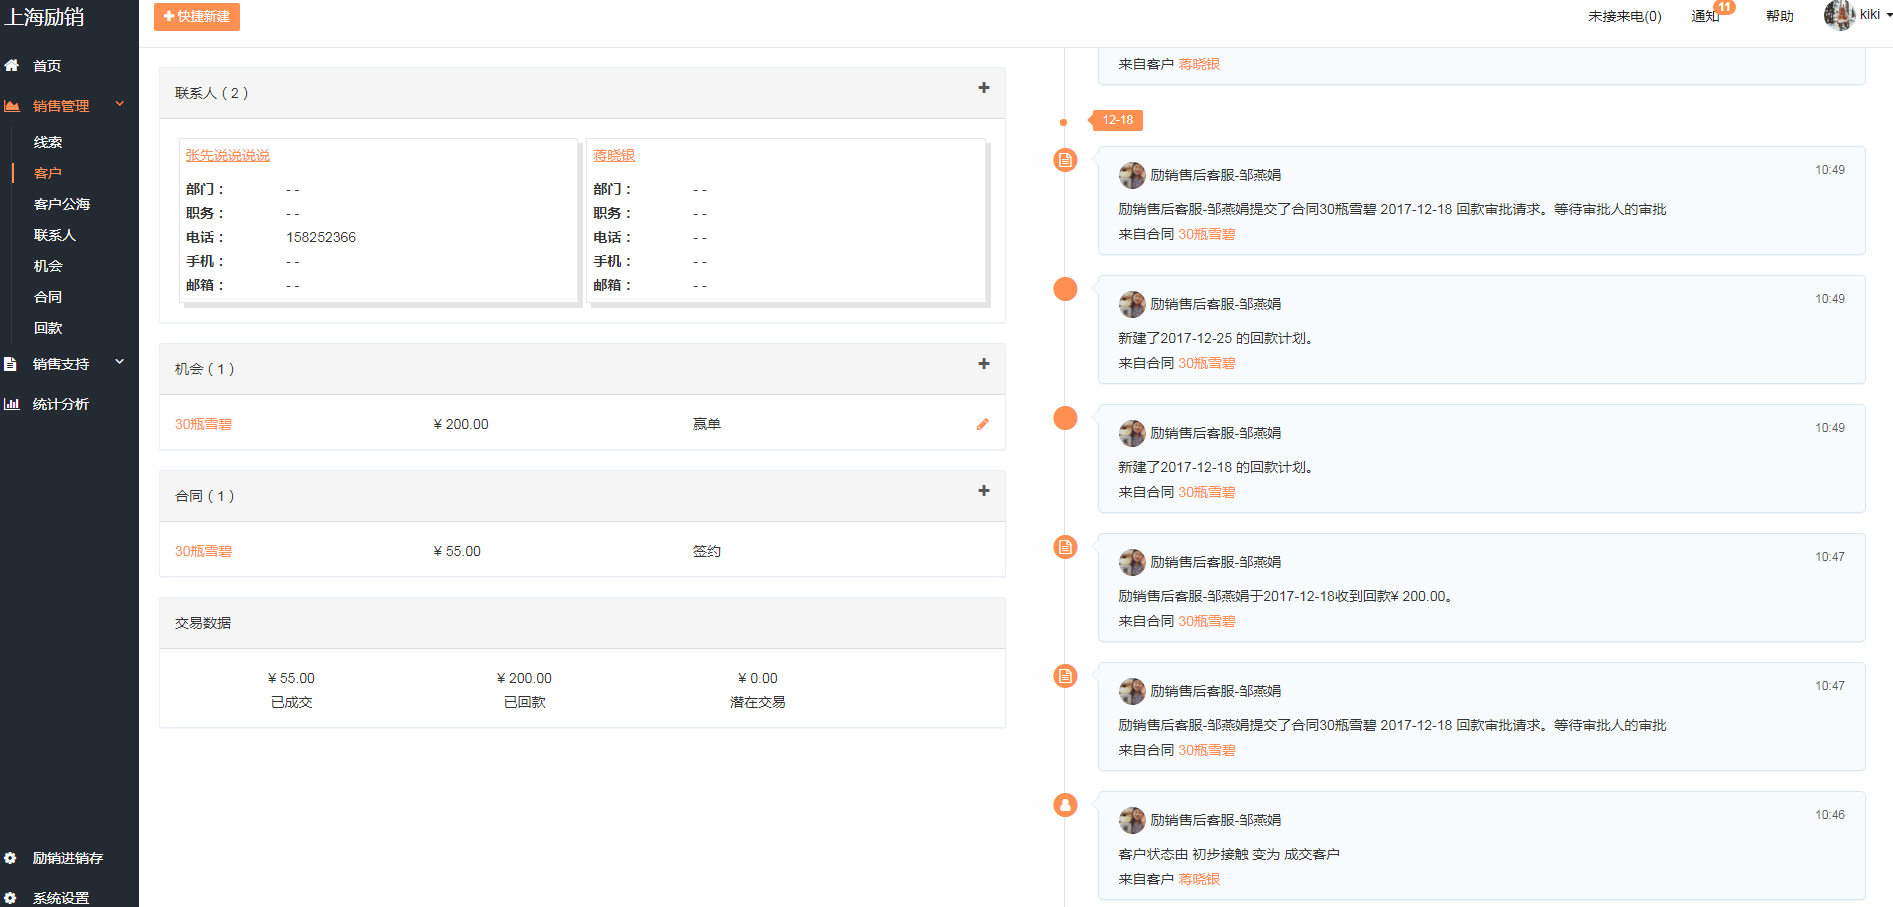 上海励销
快捷新建
未接来电(0)
通知
11
帮助
kiki
首页
销售管理
线索
客户
客户公海
联系人
机会
合同
回款
销售支持
统计分析
励销进销存
系统设置
联系人 ( 2 )
张先说说说说
部门： - -
职务： - -
电话： 158252366
手机： - -
邮箱： - -
蒋晓银
部门： - -
职务： - -
电话： - -
手机： - -
邮箱： - -
机会 ( 1 )
30瓶雪碧 ¥ 200.00 赢单
合同 ( 1 )
30瓶雪碧 ¥ 55.00 签约
交易数据
¥ 55.00 ¥ 200.00 ¥ 0.00
已成交 已回款 潜在交易
来自客户 蒋晓银
12-18
励销售后客服-邹燕娟 10:49
励销售后客服-邹燕娟提交了合同30瓶雪碧 2017-12-18 回款审批请求。等待审批人的审批
来自合同 30瓶雪碧
励销售后客服-邹燕娟 10:49
新建了2017-12-25 的回款计划。
来自合同 30瓶雪碧
励销售后客服-邹燕娟 10:49
新建了2017-12-18 的回款计划。
来自合同 30瓶雪碧
励销售后客服-邹燕娟 10:47
励销售后客服-邹燕娟于2017-12-18收到回款¥ 200.00。
来自合同 30瓶雪碧
励销售后客服-邹燕娟 10:47
励销售后客服-邹燕娟提交了合同30瓶雪碧 2017-12-18 回款审批请求。等待审批人的审批
来自合同 30瓶雪碧
励销售后客服-邹燕娟 10:46
客户状态由 初步接触 变为 成交客户
来自客户 蒋晓银